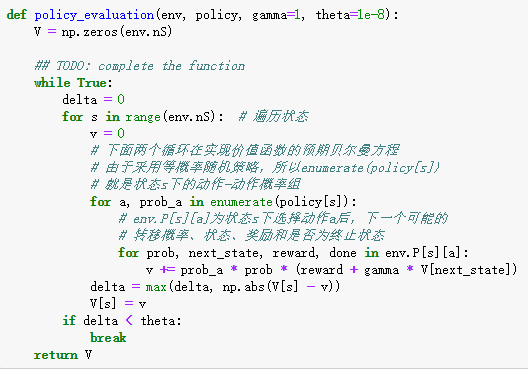 def policy_evaluation(env, policy, gamma=1, theta=1e-8):
    V = np.zeros(env.nS)

    ## TODO: complete the function
    while True:
        delta = 0
        for s in range(env.nS):  # 遍历状态
            v = 0
            # 下面两个循环在实现价值函数的预期贝尔曼方程
            # 由于采用等概率随机策略，所以enumerate(policy[s])
            # 就是状态s下的动作-动作概率组
            for a, prob_a in enumerate(policy[s]):
                # env.P[s][a]为状态s下选择动作a后，下一个可能的
                # 转移概率、状态、奖励和是否为终止状态
                for prob, next_state, reward, done in env.P[s][a]:
                    v += prob_a * prob * (reward + gamma * V[next_state])
            delta = max(delta, np.abs(V[s] - v))
            V[s] = v
        if delta < theta:
            break
    return V